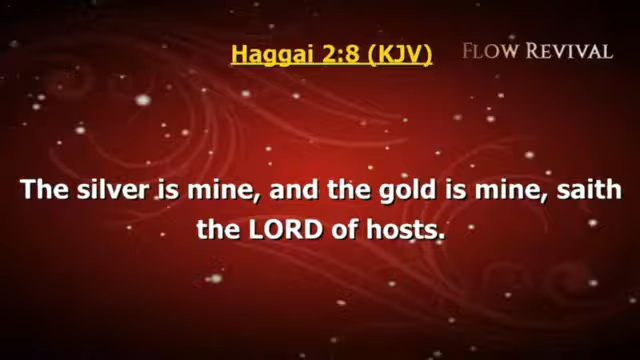 Haggai 2:8 (KJV)
FLOW REVIVAL
The silver is mine, and the gold is mine, saith
the LORD of hosts.